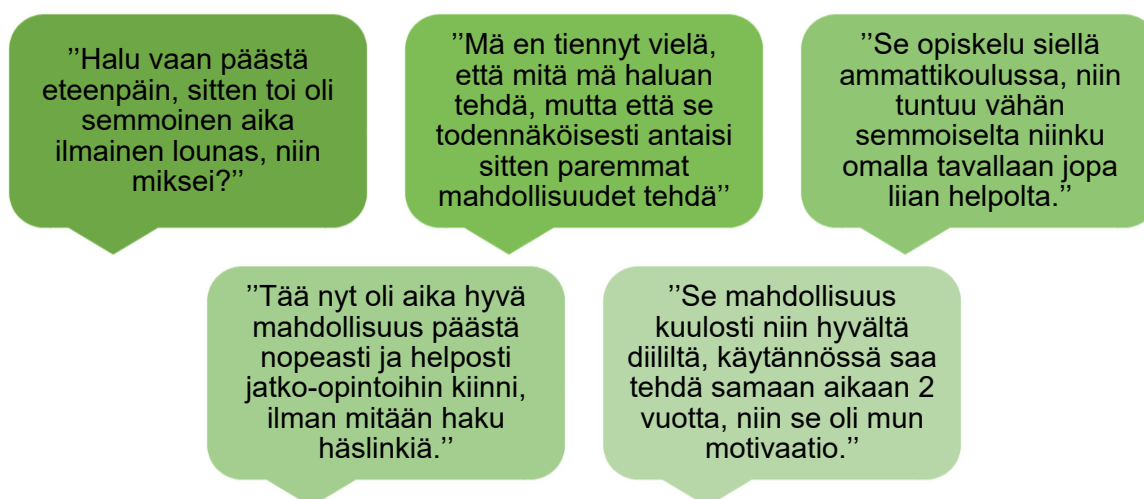 ’’Halu vaan päästä
eteenpäin, sitten toi oli
semmoinen aika
ilmainen lounas, niin
miksei?’’
’’Mä en tiennyt vielä,
että mitä mä haluan
tehdä, mutta että se
todennäköisesti antaisi
sitten paremmat
mahdollisuudet tehdä’’
’’Se opiskelu siellä
ammattikoulussa, niin
tuntuu vähän
semmoiselta niinku
omalla tavallaan jopa
liian helpolta.’’
’’Tää nyt oli aika hyvä
mahdollisuus päästä
nopeasti ja helposti
jatko-opintoihin kiinni,
ilman mitään haku
häslinkiä.’’
’’Se mahdollisuus
kuulosti niin hyvältä
diililtä, käytännössä saa
tehdä samaan aikaan 2
vuotta, niin se oli mun
motivaatio.’’